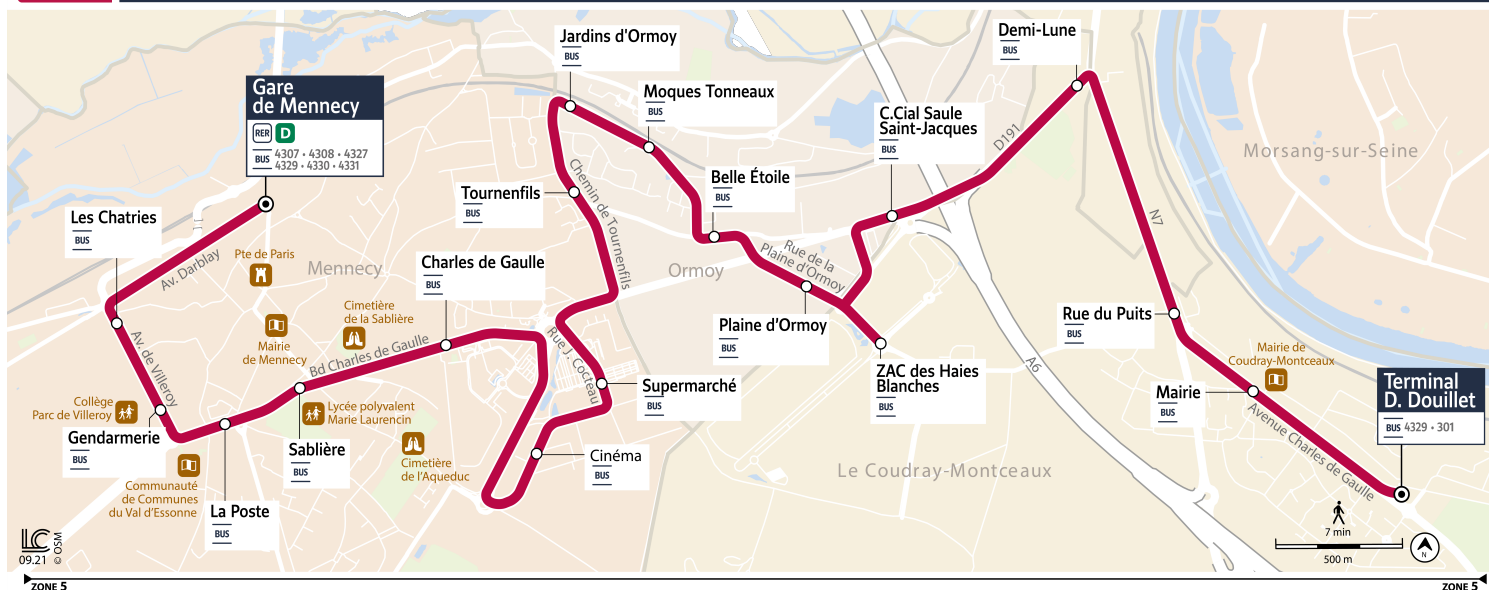 Gare
de Mennecy
RER D
BUS 4307 • 4308 • 4327
4329 • 4330 • 4331
Les Chatries
BUS
Av. Darblay
Pte de Paris
Mennecy
Av. de Villeroy
Mairie
de Mennecy
Cimetière
de la Sablière
Charles de Gaulle
BUS
Bd Charles de Gaulle
Collège
Parc de Villeroy
Gendarmerie
BUS
Communauté
de Communes
du Val d'Essonne
La Poste
BUS
Lycée polyvalent
Marie Laurencin
Sablière
BUS
Cimetière
de l'Aqueduc
Jardins d'Ormoy
BUS
Moques Tonneaux
BUS
Tournenfils
BUS
Chemin de Tournenfils
Rue J. Cocteau
Supermarché
BUS
Cinéma
BUS
Ormoy
Belle Étoile
BUS
Rue de la
Plaine d'Ormoy
Plaine d'Ormoy
BUS
ZAC des Haies
Blanches
BUS
C.Cial Saule
Saint-Jacques
BUS
D191
Demi-Lune
BUS
Morsang-sur-Seine
N7
A6
Le Coudray-Montceaux
Rue du Puits
BUS
Mairie de
Coudray-Montceaux
Mairie
BUS
Avenue Charles de Gaulle
Terminal
D. Douillet
BUS 4329 • 301
7 min
500 m
N
LC
09.21
© OSM
ZONE 5
ZONE 5